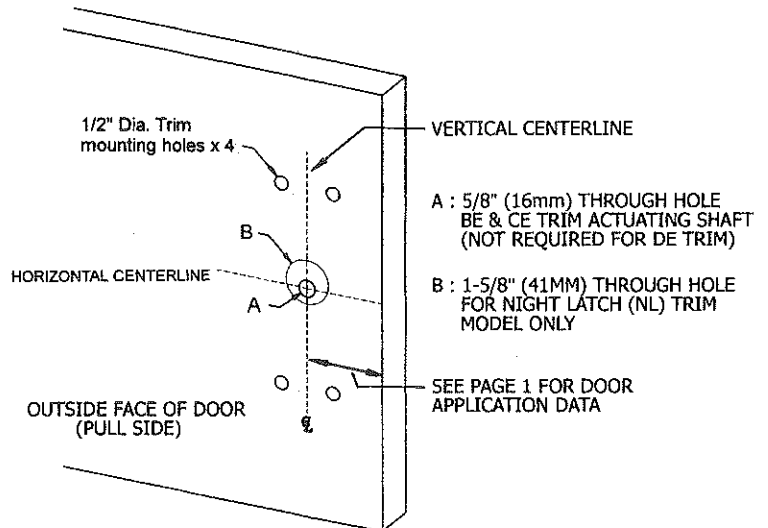 1/2" Dia. Trim
mounting holes x 4
VERTICAL CENTERLINE
A : 5/8" (16mm) THROUGH HOLE
BE & CE TRIM ACTUATING SHAFT
(NOT REQUIRED FOR DE TRIM)
B
HORIZONTAL CENTERLINE
A
B : 1-5/8" (41MM) THROUGH HOLE
FOR NIGHT LATCH (NL) TRIM
MODEL ONLY
SEE PAGE 1 FOR DOOR
APPLICATION DATA
OUTSIDE FACE OF DOOR
(PULL SIDE)
℄